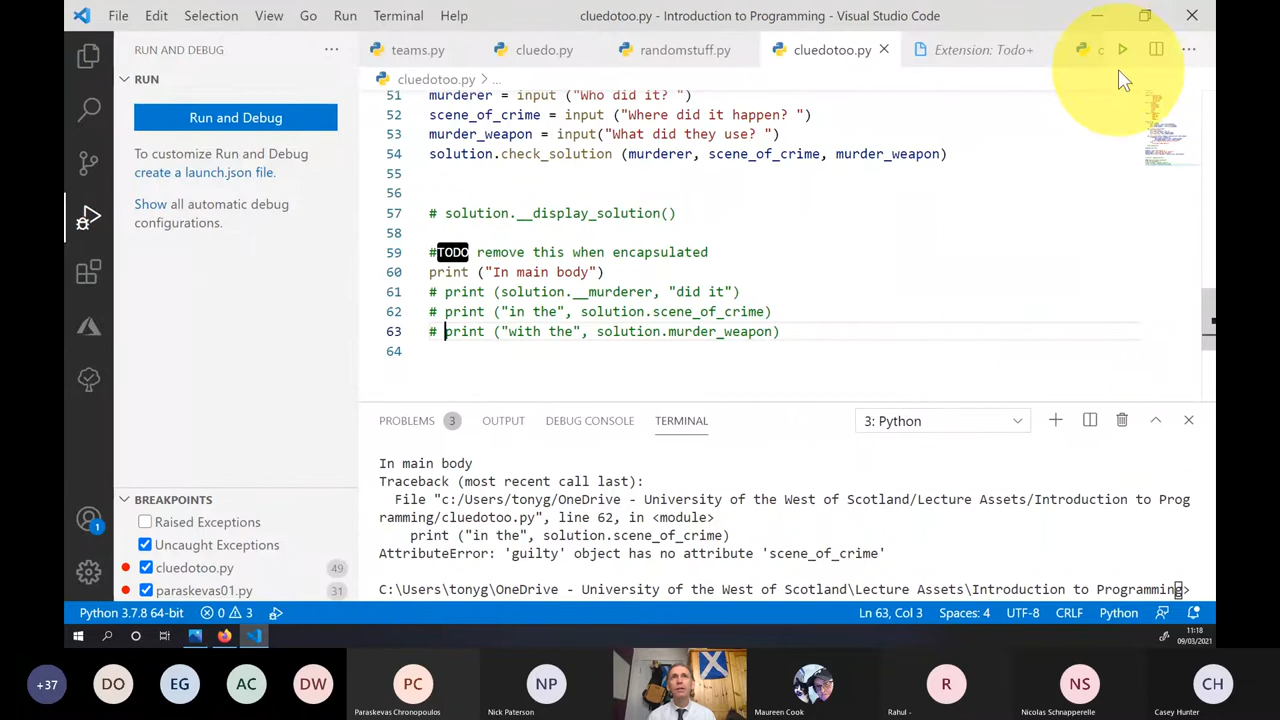 File Edit Selection View Go Run Terminal Help cluedotoo.py - Introduction to Programming - Visual Studio Code
RUN AND DEBUG
teams.py cluedo.py randomstuff.py cluedotoo.py Extension: Todo+ c
RUN
cluedotoo.py > ...
Run and Debug
To customize Run and Debug
create a launch.json file.
Show all automatic debug
configurations.
51 murderer = input ("Who did it? ")
52 scene_of_crime = input ("Where did it happen? ")
53 murder_weapon = input("What did they use? ")
54 solution.check_solution (murderer, scene_of_crime, murder_weapon)
55
56
57 # solution.__display_solution()
58
59 #TODO remove this when encapsulated
60 print ("In main body")
61 # print (solution.__murderer, "did it")
62 # print ("in the", solution.scene_of_crime)
63 # print ("with the", solution.murder_weapon)
64
PROBLEMS 3 OUTPUT DEBUG CONSOLE TERMINAL 3: Python
In main body
Traceback (most recent call last):
File "c:/Users/tonyg/OneDrive - University of the West of Scotland/Lecture Assets/Introduction to Prog
ramming/cluedotoo.py", line 62, in <module>
print ("in the", solution.scene_of_crime)
AttributeError: 'guilty' object has no attribute 'scene_of_crime'
C:\Users\tonyg\OneDrive - University of the West of Scotland\Lecture Assets\Introduction to Programming>
BREAKPOINTS
Raised Exceptions
Uncaught Exceptions
cluedotoo.py 49
paraskevas01.py 31
1
Python 3.7.8 64-bit 0 3 Ln 63, Col 3 Spaces: 4 UTF-8 CRLF Python
11:18
09/03/2021
+37 DO EG AC DW PC NP R NS CH
Paraskevas Chronopoulos Nick Paterson Maureen Cook Rahul - Nicolas Schnapperelle Casey Hunter